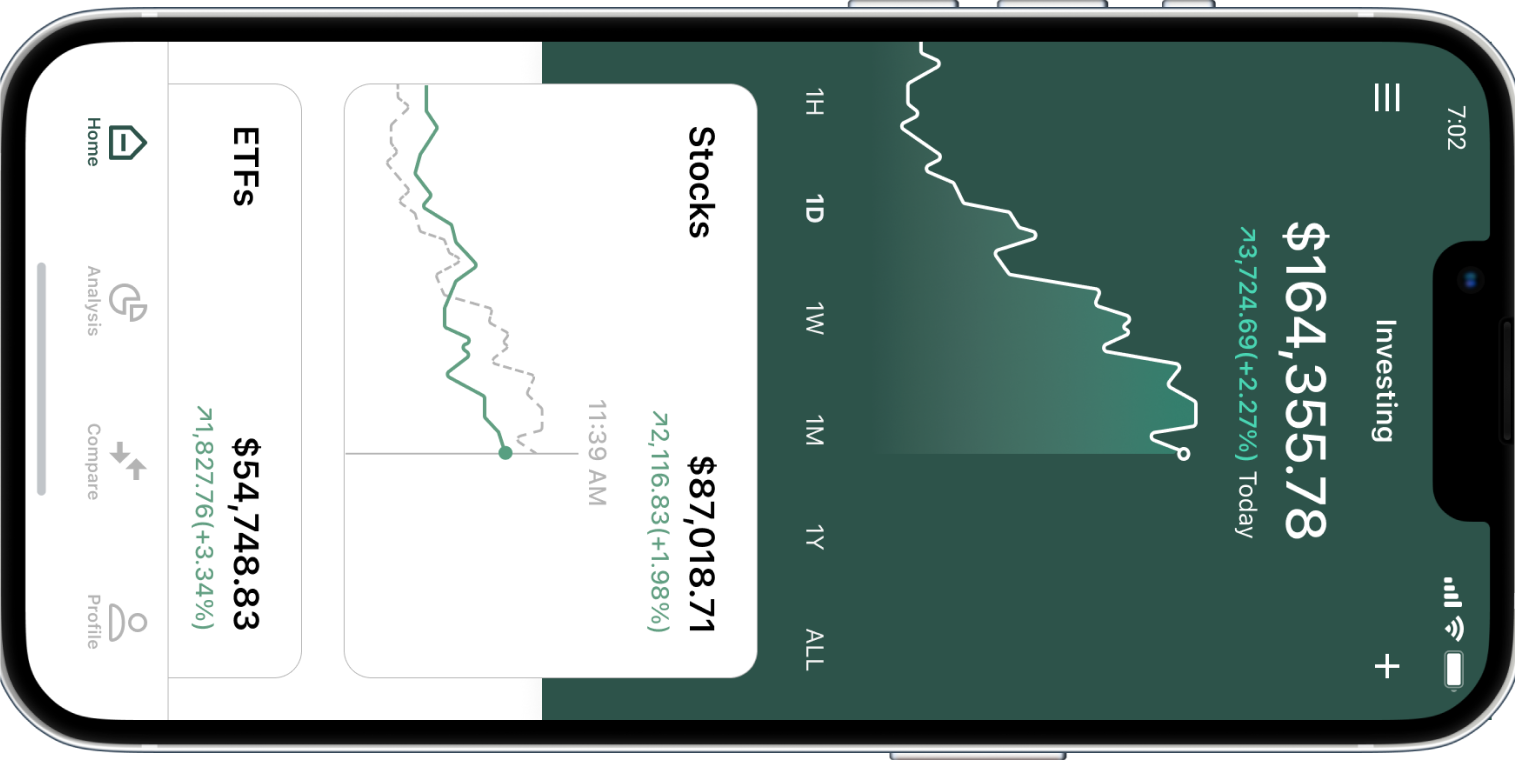 7:02
Investing
$164,355.78
↗3,724.69(+2.27%) Today
1H 1D 1W 1M 1Y ALL
Stocks $87,018.71
↗2,116.83(+1.98%)
11:39 AM
ETFs $54,748.83
↗1,827.76(+3.34%)
Home Analysis Compare Profile